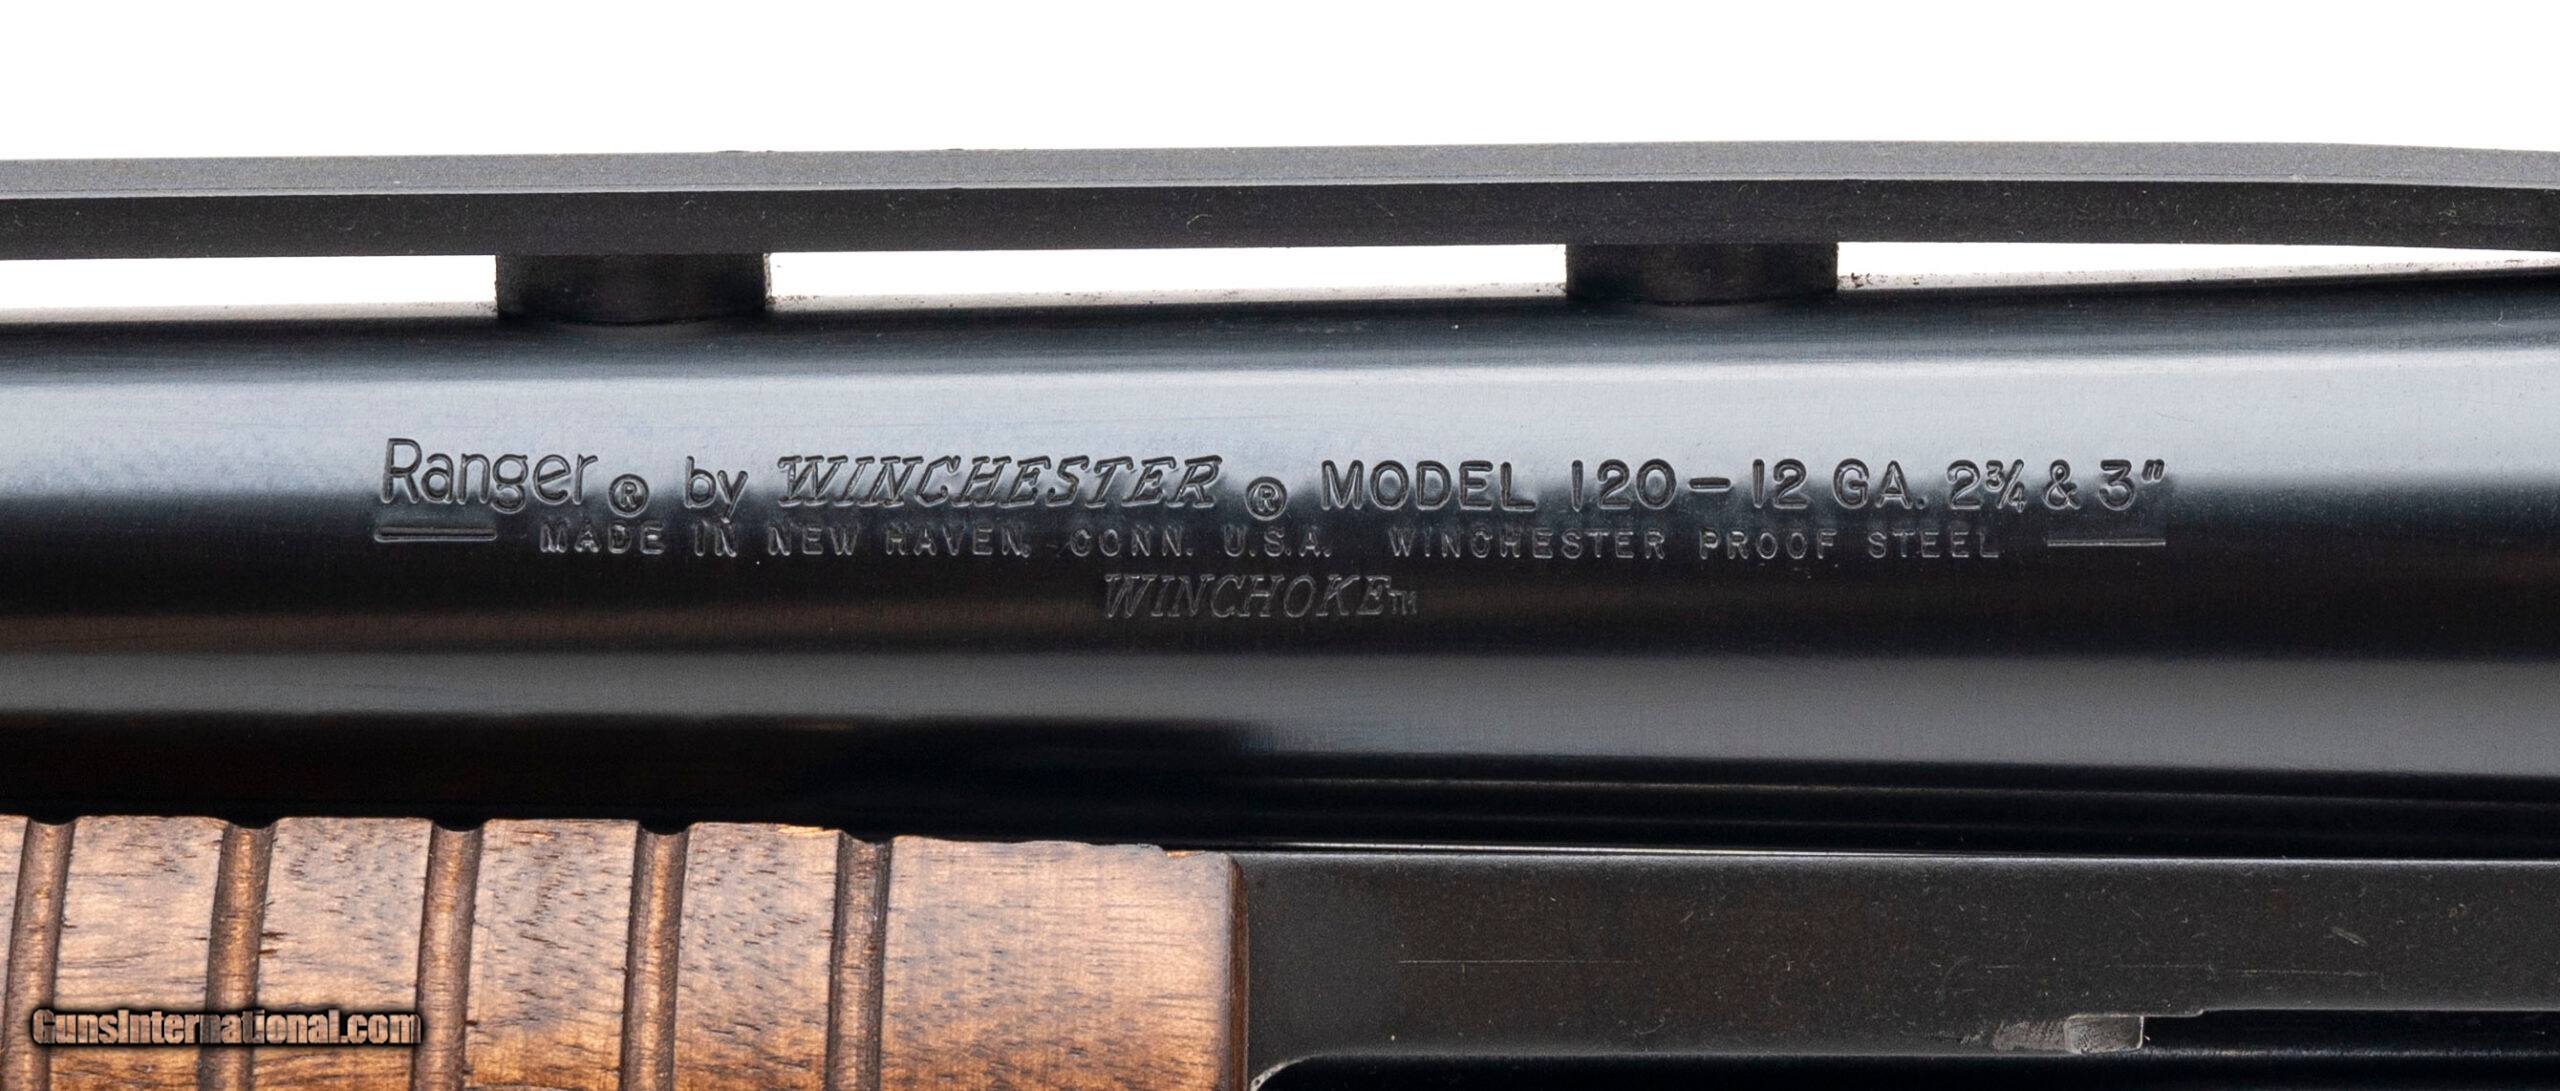 Ranger® by WINCHESTER® MODEL 120-12 GA. 2¾ & 3"
MADE IN NEW HAVEN, CONN. U.S.A. WINCHESTER PROOF STEEL
WINCHOKE™
GunsInternational.com